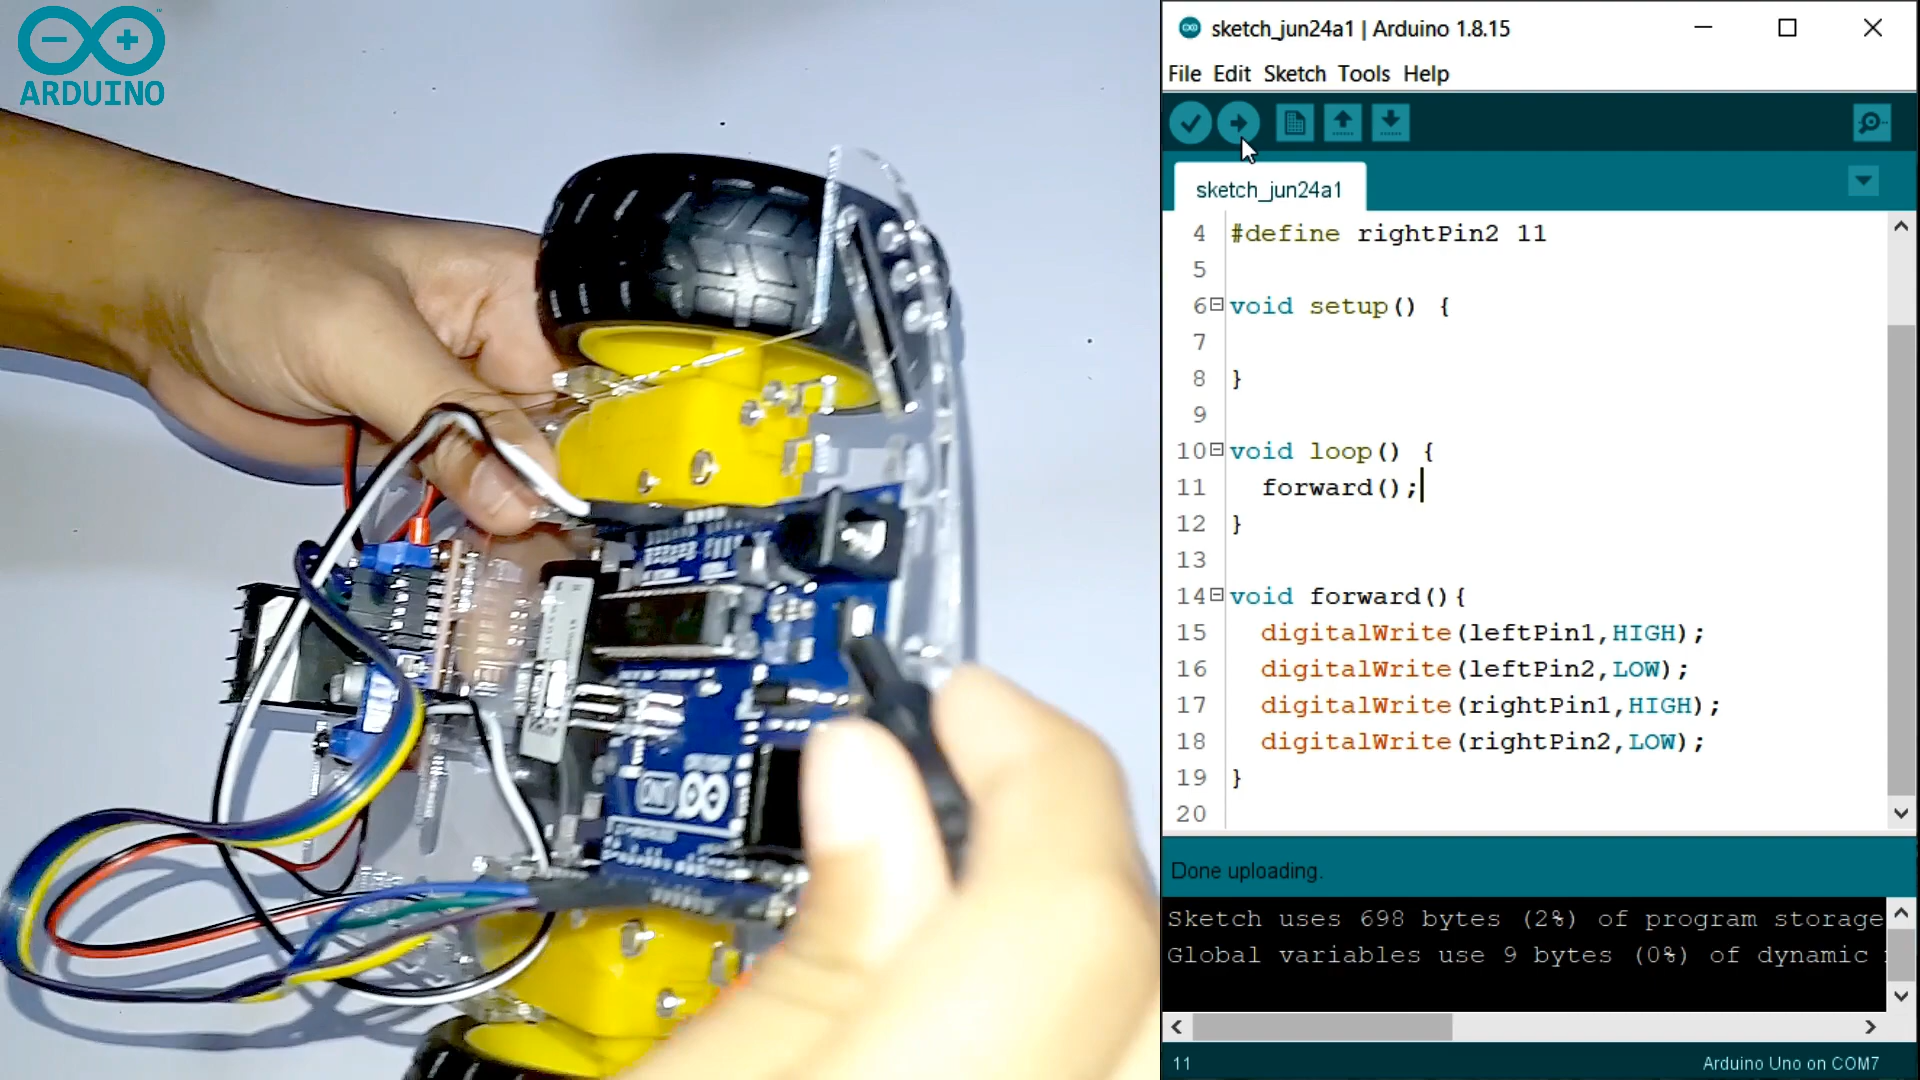 ARDUINO
sketch_jun24a1 | Arduino 1.8.15
File Edit Sketch Tools Help
sketch_jun24a1
4 #define rightPin2 11
5
6 void setup() {
7
8 }
9
10 void loop() {
11 forward();
12 }
13
14 void forward(){
15 digitalWrite(leftPin1,HIGH);
16 digitalWrite(leftPin2,LOW);
17 digitalWrite(rightPin1,HIGH);
18 digitalWrite(rightPin2,LOW);
19 }
20
Done uploading.
Sketch uses 698 bytes (2%) of program storage
Global variables use 9 bytes (0%) of dynamic
11
Arduino Uno on COM7
UNO